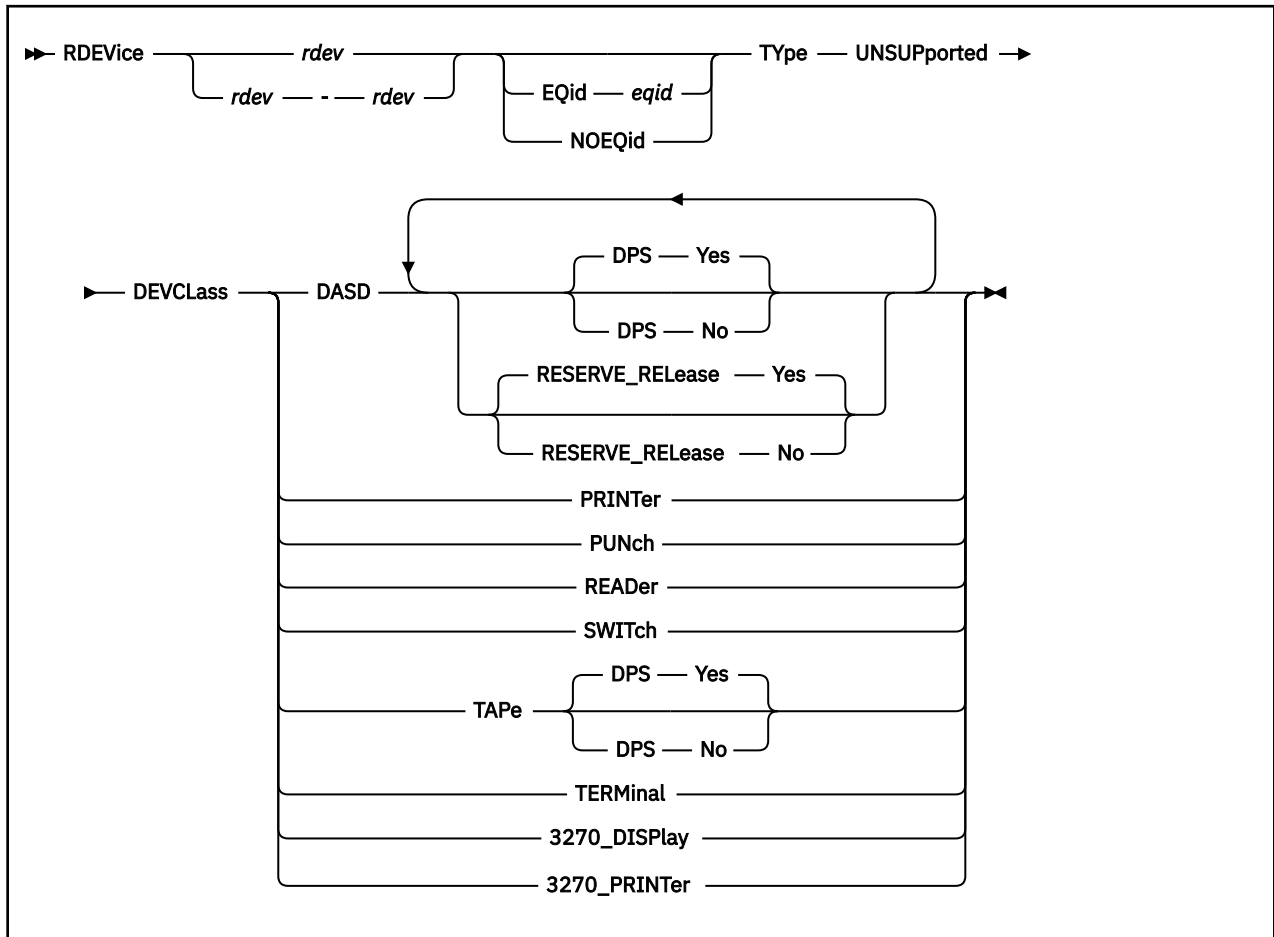 RDEVice rdev TYpe UNSUPported
rdev - rdev
EQid eqid
NOEQid
DPS Yes
DEVCLass DASD
DPS No
RESERVE_RELease Yes
RESERVE_RELease No
PRINTer
PUNch
READer
SWITch
DPS Yes
TAPe
DPS No
TERMinal
3270_DISPlay
3270_PRINTer